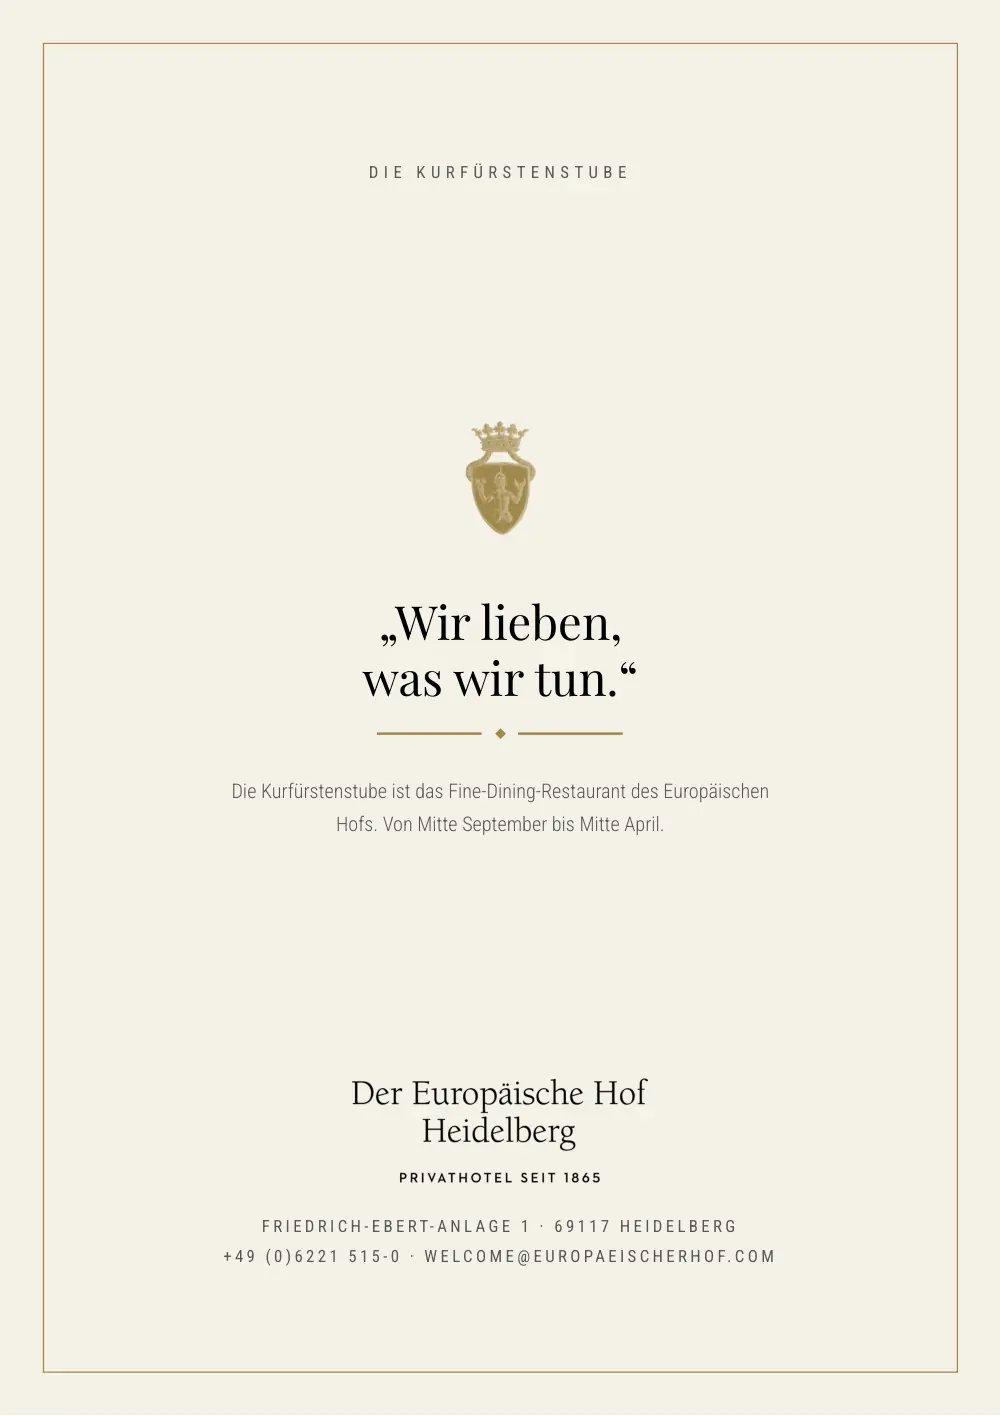 DIE KURFÜRSTENSTUBE
„Wir lieben,
was wir tun.“
Die Kurfürstenstube ist das Fine-Dining-Restaurant des Europäischen
Hofs. Von Mitte September bis Mitte April.
Der Europäische Hof
Heidelberg
PRIVATHOTEL SEIT 1865
FRIEDRICH-EBERT-ANLAGE 1 · 69117 HEIDELBERG
+49 (0)6221 515-0 · WELCOME@EUROPAEISCHERHOF.COM